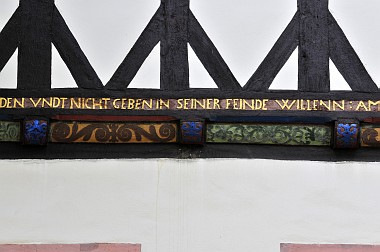 DEN VNDT NICHT GEBEN IN SEINER FEINDE WILLENN : AM